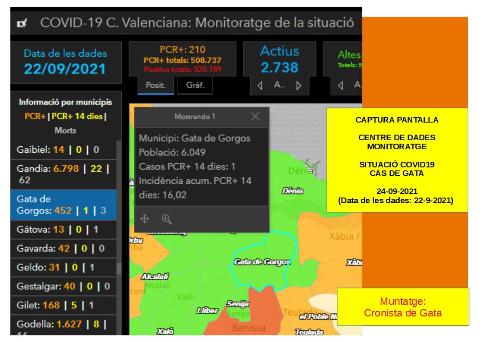 COVID-19 C. Valenciana: Monitoratge de la situació
Data de les dades
22/09/2021
PCR+: 210
PCR+ totals: 508.737
Positius totals: 520.189
Posit.
Gràf.
Actius
2.738
A..
Altes:
Totals: 5
A
Informació por municipis
PCR+ | PCR+ 14 dies |
Morts
Gaibiel: 14 | 0 | 0
Gandia: 6.798 | 22 |
62
Gata de
Gorgos: 452 | 1 | 3
Gátova: 13 | 0 | 1
Gavarda: 42 | 0 | 0
Geldo: 31 | 0 | 1
Gestalgar: 40 | 0 | 0
Gilet: 168 | 5 | 1
Godella: 1.627 | 8 |
16
Mostrando 1
Municipi: Gata de Gorgos
Població: 6.049
Casos PCR+ 14 dies: 1
Incidència acum. PCR+ 14
dies: 16,02
Dénia
Dénia
Xàbia /
Gata de Gorgos
Alcalalí
Xaló
Llíber
Senija
Senija
Benissa
el Poble N
Teulada
Xaló
CAPTURA PANTALLA
CENTRE DE DADES
MONITORATGE
SITUACIÓ COVID19
CAS DE GATA
24-09-2021
(Data de les dades: 22-9-2021)
Muntatge:
Cronista de Gata